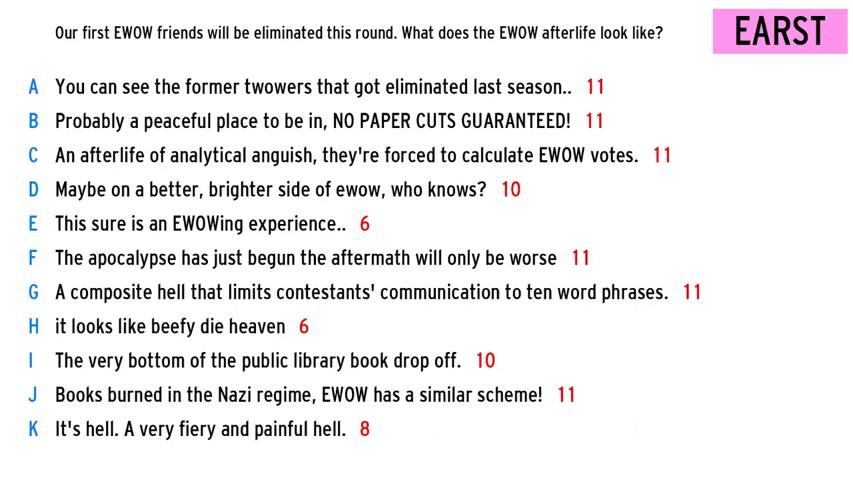 Our first EWOW friends will be eliminated this round. What does the EWOW afterlife look like?
EARST
A You can see the former twowers that got eliminated last season.. 11
B Probably a peaceful place to be in, NO PAPER CUTS GUARANTEED! 11
C An afterlife of analytical anguish, they're forced to calculate EWOW votes. 11
D Maybe on a better, brighter side of ewow, who knows? 10
E This sure is an EWOWing experience.. 6
F The apocalypse has just begun the aftermath will only be worse 11
G A composite hell that limits contestants' communication to ten word phrases. 11
H it looks like beefy die heaven 6
I The very bottom of the public library book drop off. 10
J Books burned in the Nazi regime, EWOW has a similar scheme! 11
K It's hell. A very fiery and painful hell. 8